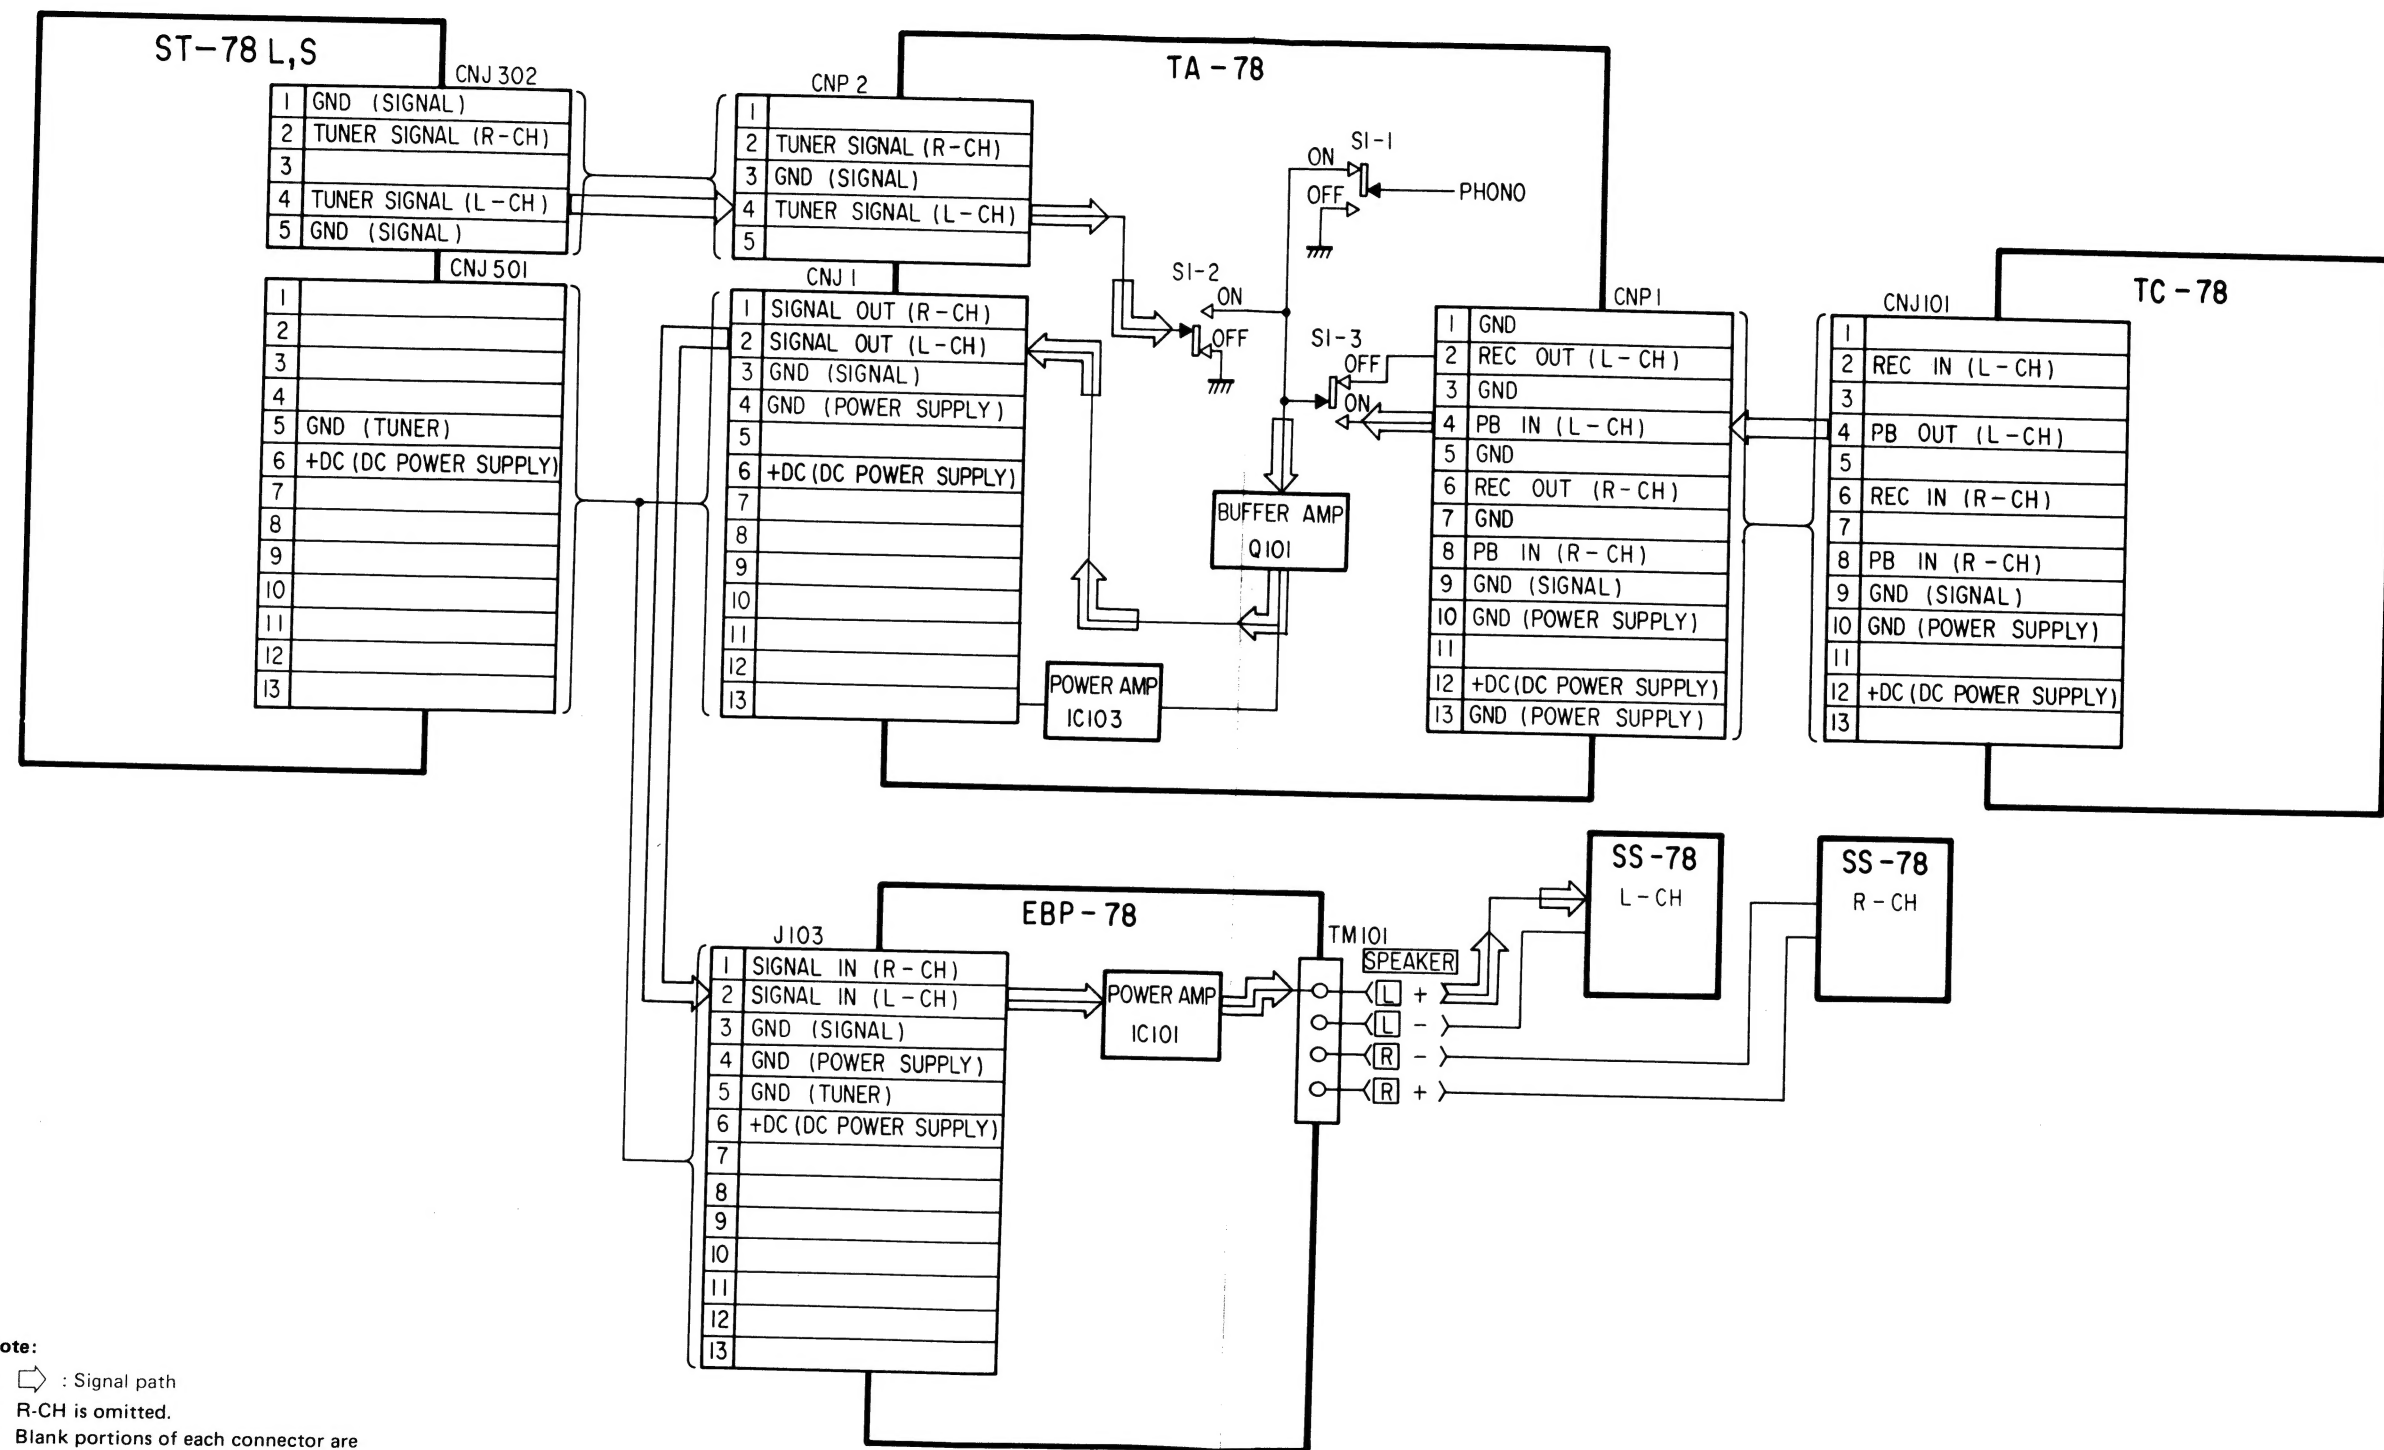 ST-78 L,S
CNJ 302
1 GND (SIGNAL)
2 TUNER SIGNAL (R-CH)
3
4 TUNER SIGNAL (L-CH)
5 GND (SIGNAL)
CNJ 501
1
2
3
4
5 GND (TUNER)
6 +DC (DC POWER SUPPLY)
7
8
9
10
11
12
13
TA-78
CNP 2
1
2 TUNER SIGNAL (R-CH)
3 GND (SIGNAL)
4 TUNER SIGNAL (L-CH)
5
CNJ 1
1 SIGNAL OUT (R-CH)
2 SIGNAL OUT (L-CH)
3 GND (SIGNAL)
4 GND (POWER SUPPLY)
5
6 +DC (DC POWER SUPPLY)
7
8
9
10
11
12
13
S1-1
ON
OFF
PHONO
S1-2
ON
OFF
S1-3
OFF
ON
BUFFER AMP
Q101
POWER AMP
IC103
CNP1
1 GND
2 REC OUT (L-CH)
3 GND
4 PB IN (L-CH)
5 GND
6 REC OUT (R-CH)
7 GND
8 PB IN (R-CH)
9 GND (SIGNAL)
10 GND (POWER SUPPLY)
11
12 +DC (DC POWER SUPPLY)
13 GND (POWER SUPPLY)
TC-78
CNJ101
1
2 REC IN (L-CH)
3
4 PB OUT (L-CH)
5
6 REC IN (R-CH)
7
8 PB IN (R-CH)
9 GND (SIGNAL)
10 GND (POWER SUPPLY)
11
12 +DC (DC POWER SUPPLY)
13
EBP-78
J103
1 SIGNAL IN (R-CH)
2 SIGNAL IN (L-CH)
3 GND (SIGNAL)
4 GND (POWER SUPPLY)
5 GND (TUNER)
6 +DC (DC POWER SUPPLY)
7
8
9
10
11
12
13
POWER AMP
IC101
TM101
SPEAKER
L +
L -
R -
R +
SS-78
L-CH
SS-78
R-CH
ote:
: Signal path
R-CH is omitted.
Blank portions of each connector are